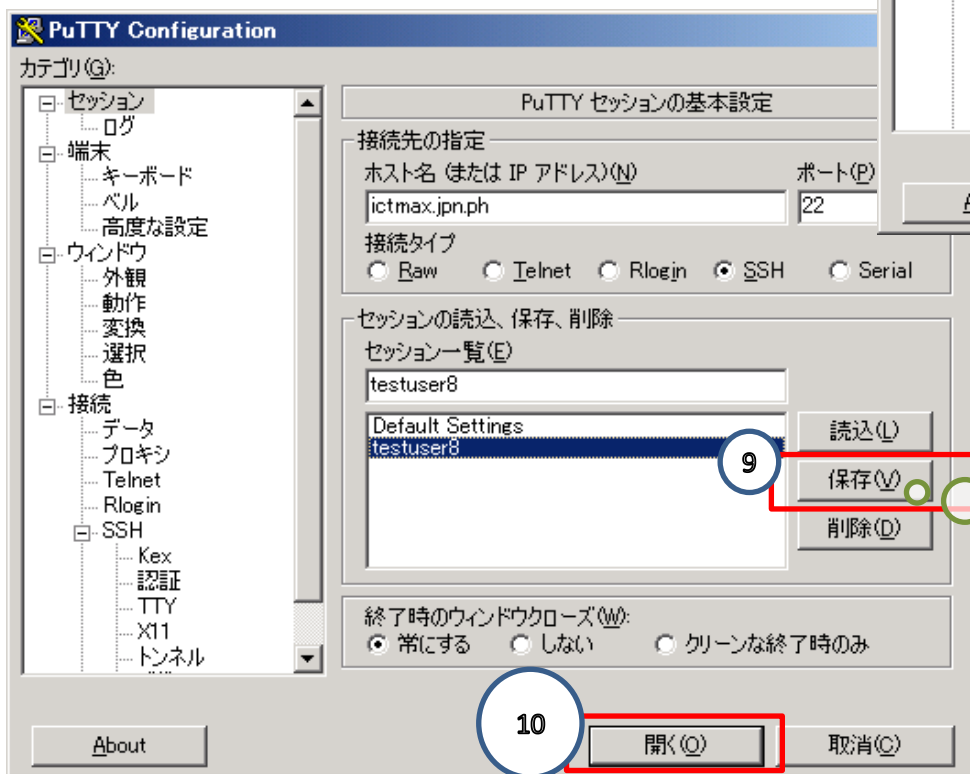 PuTTY Configuration
カテゴリ(G):
セッション
ログ
端末
キーボード
ベル
高度な設定
ウィンドウ
外観
動作
変換
選択
色
接続
データ
プロキシ
Telnet
Rlogin
SSH
Kex
認証
TTY
X11
トンネル
PuTTY セッションの基本設定
接続先の指定
ホスト名 (または IP アドレス)(N) ポート(P)
ictmax.jpn.ph 22
接続タイプ
Raw Telnet Rlogin SSH Serial
セッションの読込、保存、削除
セッション一覧(E)
testuser8
Default Settings
testuser8
読込(L)
9
保存(V)
削除(D)
終了時のウィンドウクローズ(W):
常にする しない クリーンな終了時のみ
10
About 開く(O) 取消(C)